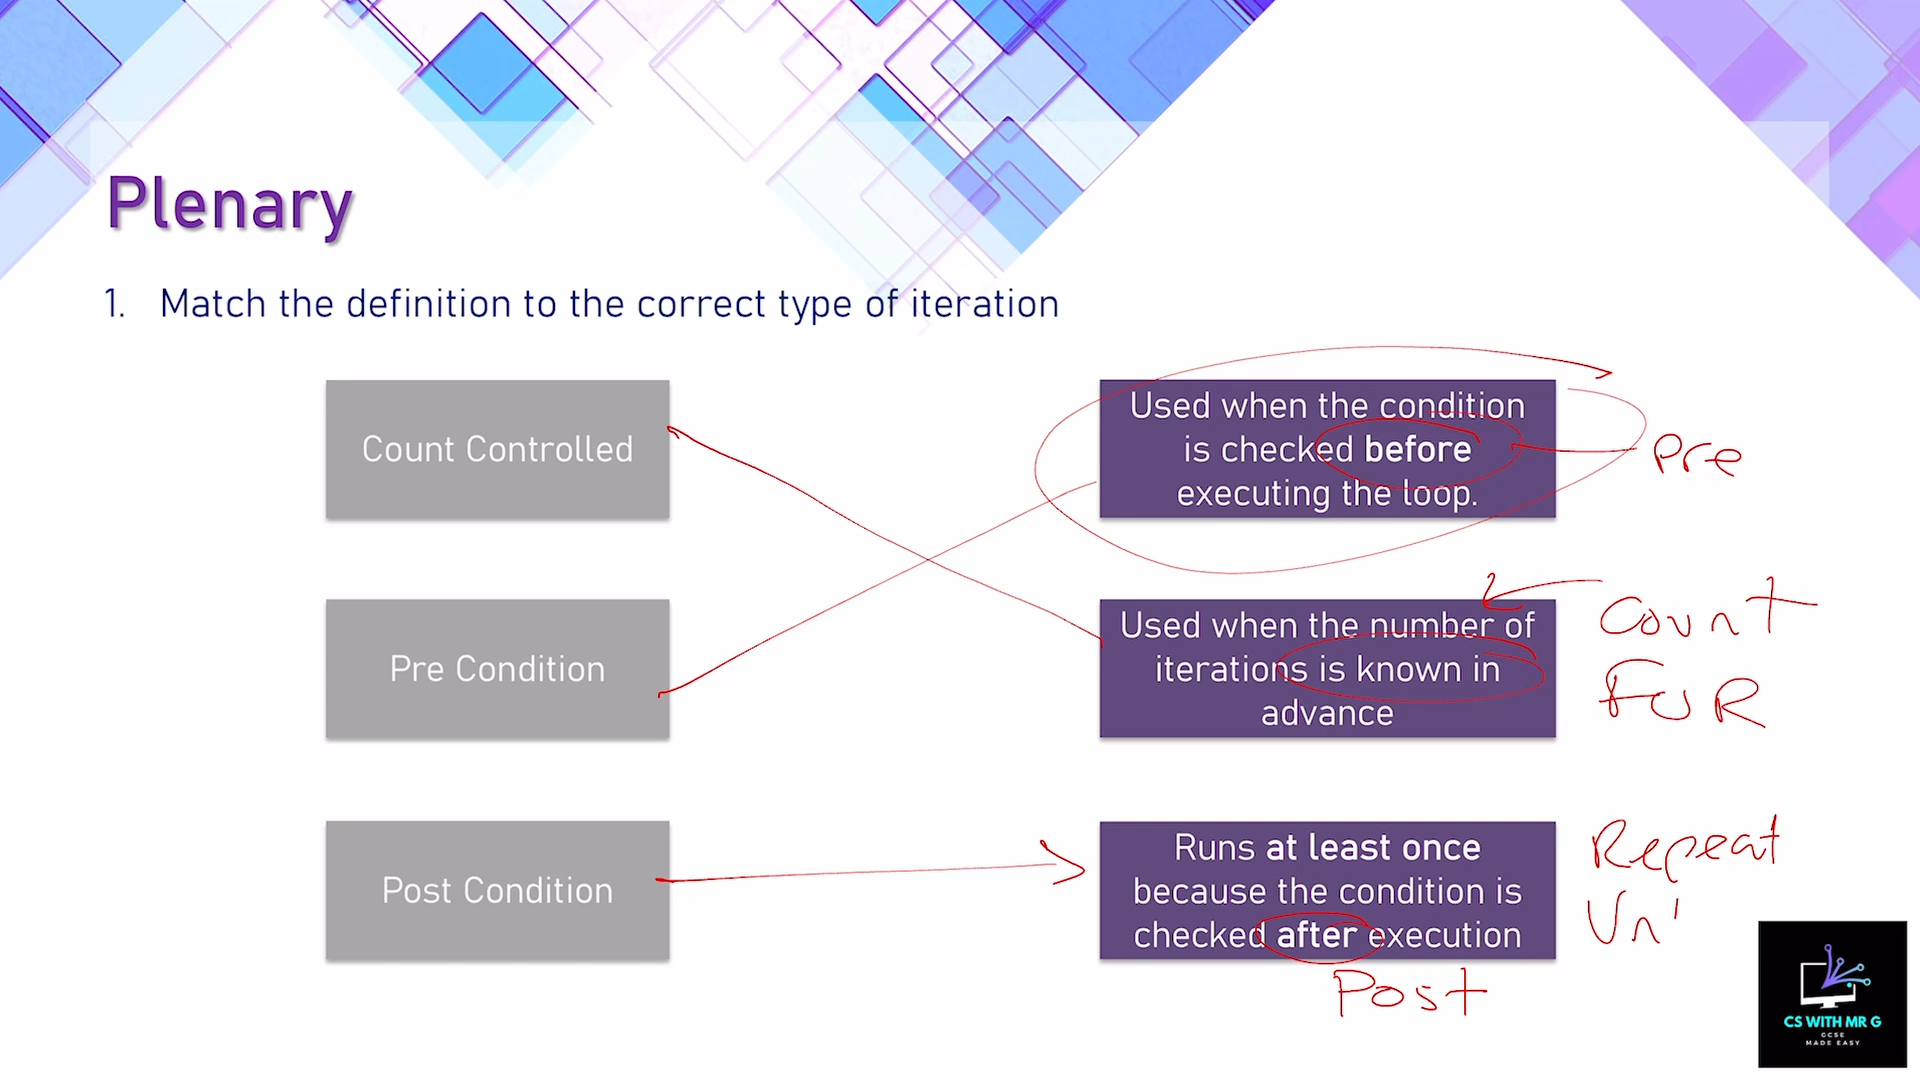 Plenary
1. Match the definition to the correct type of iteration
Count Controlled
Used when the condition
is checked before
executing the loop.
Pre
Pre Condition
Used when the number of
iterations is known in
advance
Count
FOR
Post Condition
Runs at least once
because the condition is
checked after execution
Repeat
Un
Post
CS WITH MR G
GCSE
MADE EASY